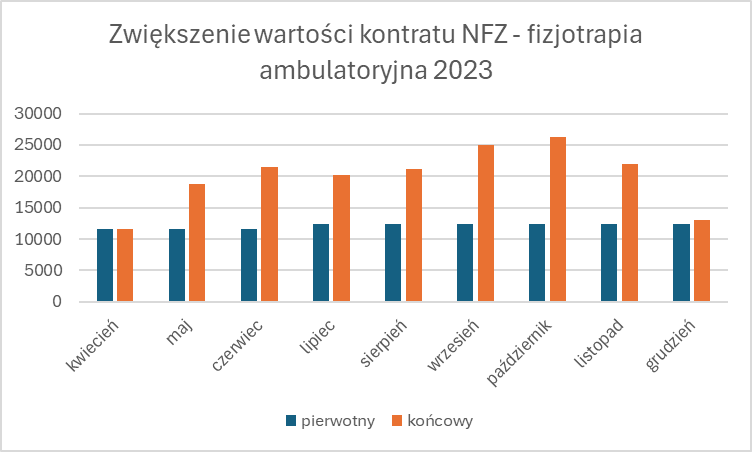 Zwiększenie wartości kontratu NFZ - fizjotrapia
ambulatoryjna 2023
30000
25000
20000
15000
10000
5000
0
kwiecień
maj
czerwiec
lipiec
sierpień
wrzesień
październik
listopad
grudzień
pierwotny
końcowy